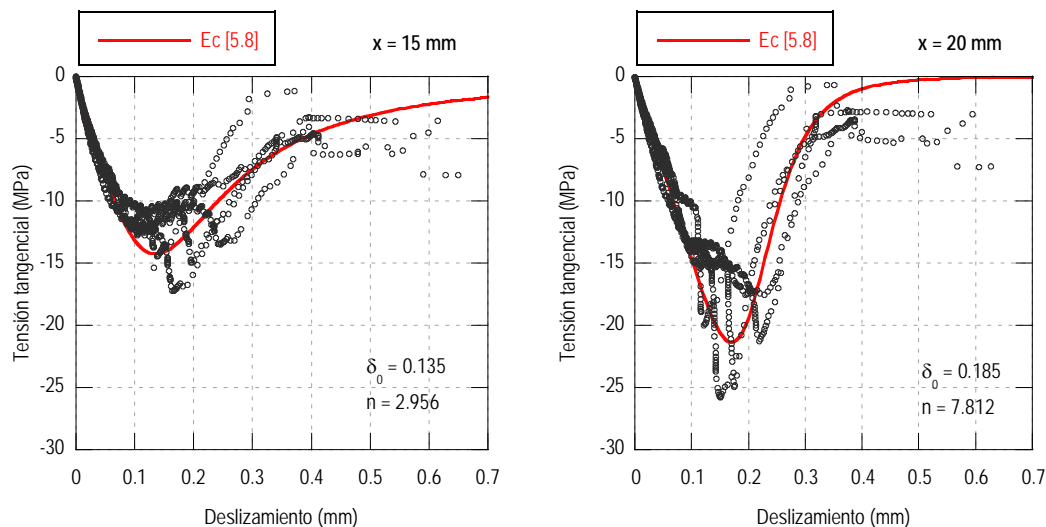 Ec [5.8]
x = 15 mm
0
-5
-10
-15
-20
-25
-30
0
0.1
0.2
0.3
0.4
0.5
0.6
0.7
Tensión tangencial (MPa)
Deslizamiento (mm)
δ0 = 0.135
n = 2.956
Ec [5.8]
x = 20 mm
0
-5
-10
-15
-20
-25
-30
0
0.1
0.2
0.3
0.4
0.5
0.6
0.7
Tensión tangencial (MPa)
Deslizamiento (mm)
δ0 = 0.185
n = 7.812